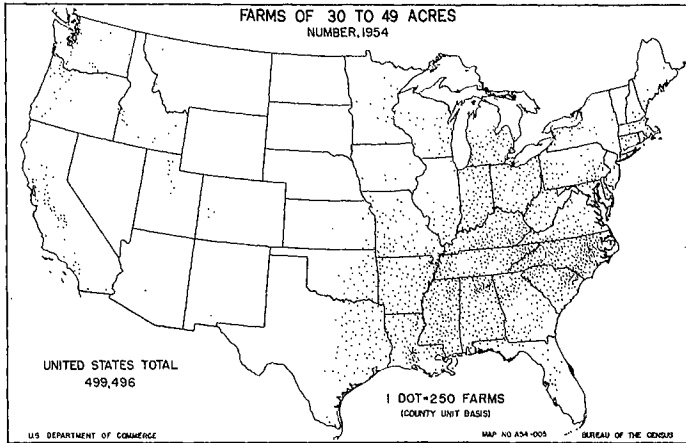 FARMS OF 30 TO 49 ACRES
NUMBER, 1954
UNITED STATES TOTAL
499,496
1 DOT=250 FARMS
(COUNTY UNIT BASIS)
U.S. DEPARTMENT OF COMMERCE
MAP NO. A54-005
BUREAU OF THE CENSUS